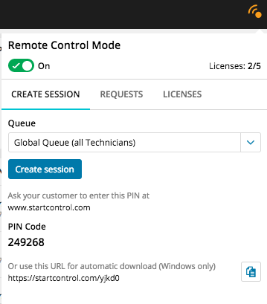 Remote Control Mode
On Licenses: 2/5
CREATE SESSION REQUESTS LICENSES
Queue
Global Queue (all Technicians)
Create session
Ask your customer to enter this PIN at
www.startcontrol.com
PIN Code
249268
Or use this URL for automatic download (Windows only)
https://startcontrol.com/yjkd0